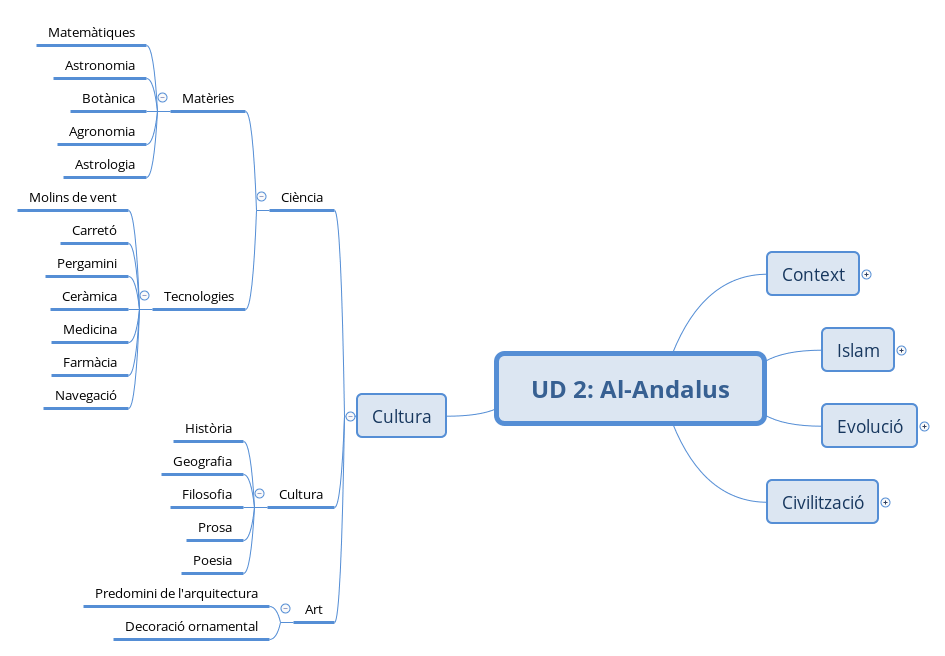 Matemàtiques
Astronomia
Botànica
Agronomia
Astrologia
Matèries
Molins de vent
Carretó
Pergamini
Ceràmica
Medicina
Farmàcia
Navegació
Tecnologies
Ciència
Història
Geografia
Filosofia
Prosa
Poesia
Cultura
Predomini de l'arquitectura
Decoració ornamental
Art
Cultura
UD 2: Al-Andalus
Context
Islam
Evolució
Civilització